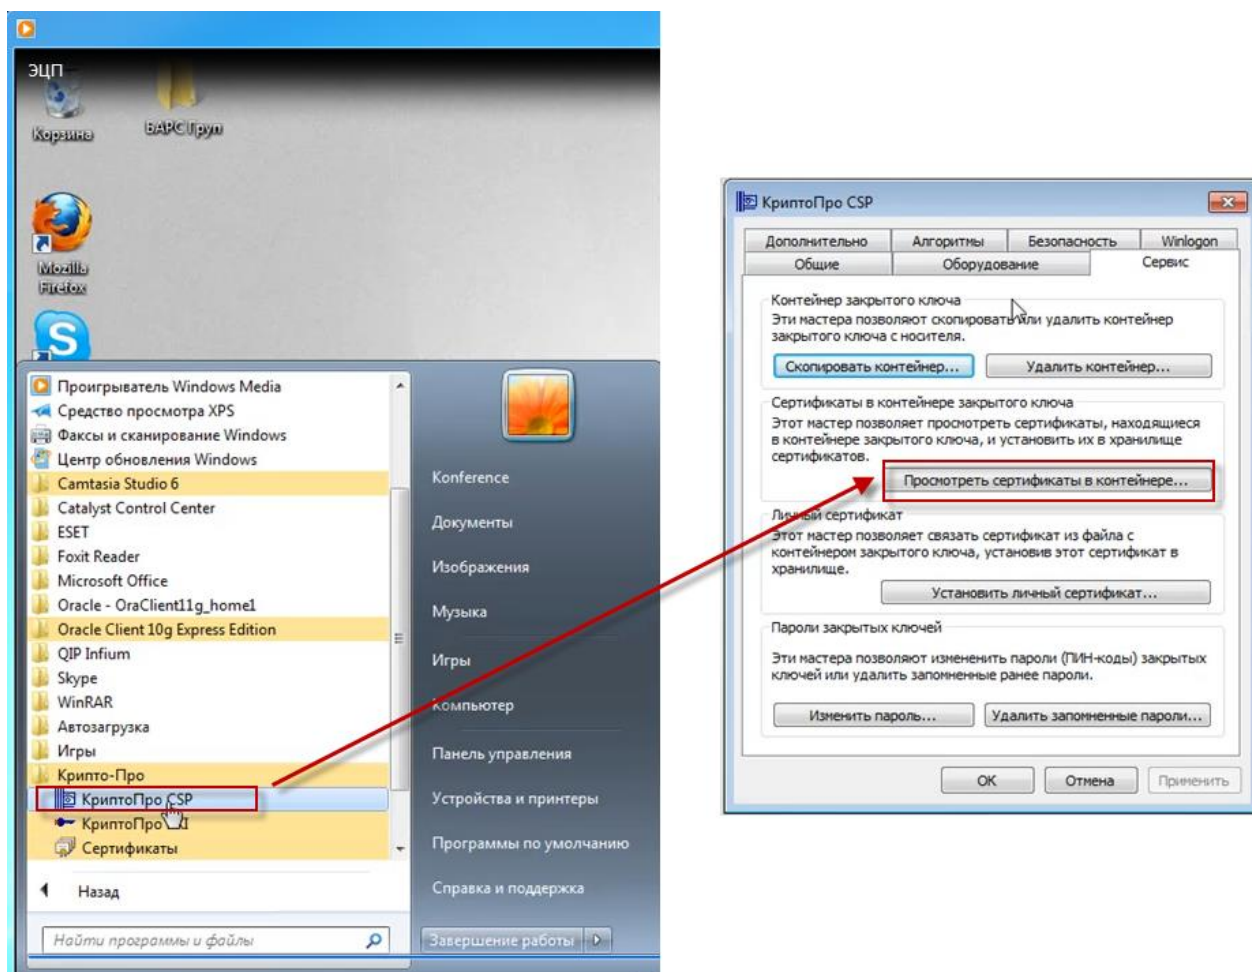 ЭЦП
Корзина
БАРС Груп
Mozilla
Firefox
Проигрыватель Windows Media
Средство просмотра XPS
Факсы и сканирование Windows
Центр обновления Windows
Camtasia Studio 6
Catalyst Control Center
ESET
Foxit Reader
Microsoft Office
Oracle - OraClient11g_home1
Oracle Client 10g Express Edition
QIP Infium
Skype
WinRAR
Автозагрузка
Игры
Крипто-Про
КриптоПро CSP
КриптоПро
Сертификаты
Назад
Найти программы и файлы
Konference
Документы
Изображения
Музыка
Игры
Компьютер
Панель управления
Устройства и принтеры
Программы по умолчанию
Справка и поддержка
Завершение работы
КриптоПро CSP
Дополнительно Алгоритмы Безопасность Winlogon
Общие Оборудование Сервис
Контейнер закрытого ключа
Эти мастера позволяют скопировать или удалить контейнер
закрытого ключа с носителя.
Скопировать контейнер... Удалить контейнер...
Сертификаты в контейнере закрытого ключа
Этот мастер позволяет просмотреть сертификаты, находящиеся
в контейнере закрытого ключа, и установить их в хранилище
сертификатов.
Просмотреть сертификаты в контейнере...
Личный сертификат
Этот мастер позволяет связать сертификат из файла с
контейнером закрытого ключа, установив этот сертификат в
хранилище.
Установить личный сертификат...
Пароли закрытых ключей
Эти мастера позволяют измененить пароли (ПИН-коды) закрытых
ключей или удалить запомненные ранее пароли.
Изменить пароль... Удалить запомненные пароли...
ОК Отмена Применить